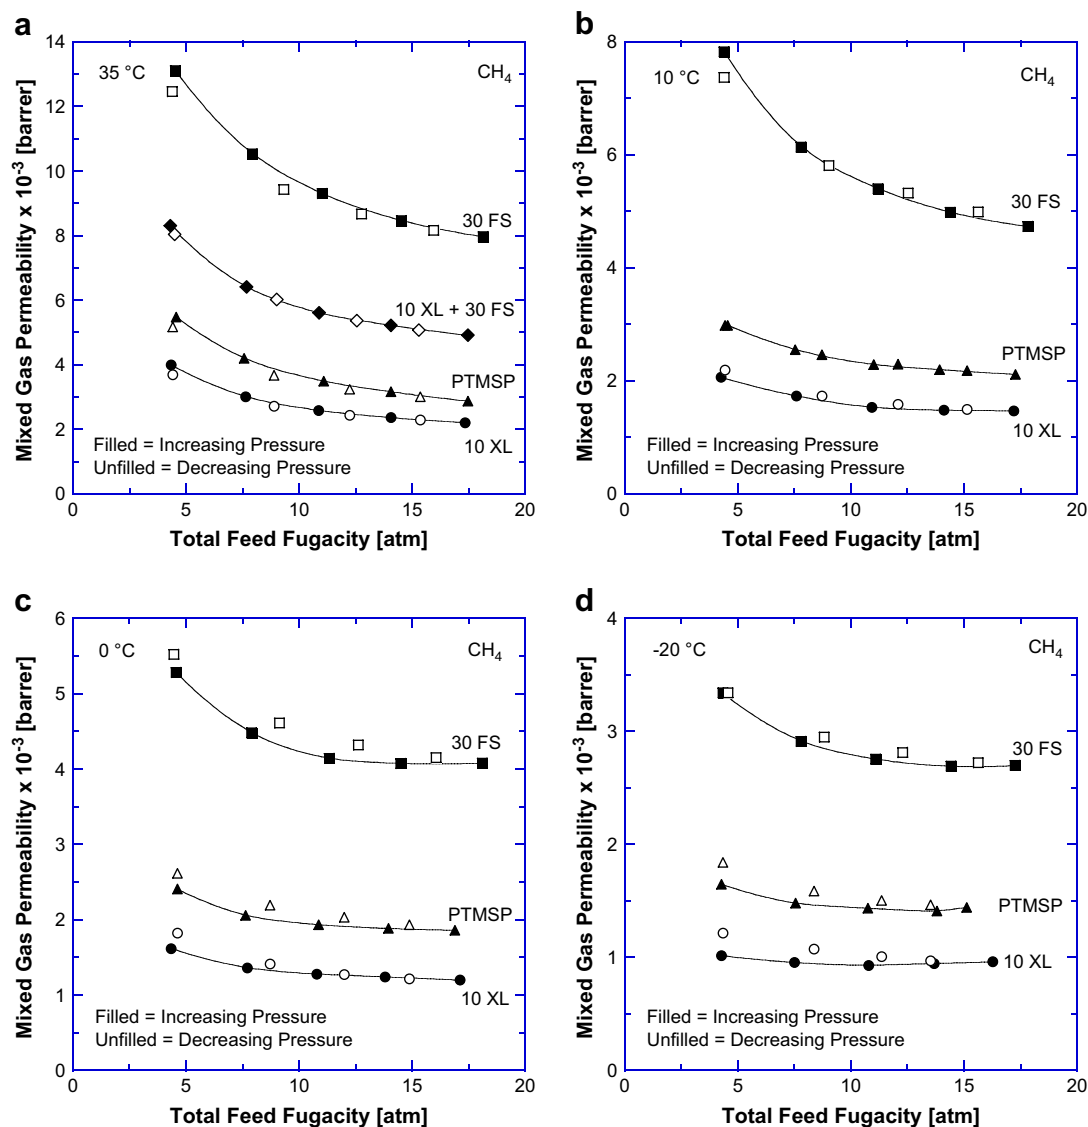 a
14
12
10
8
6
4
2
0
0
5
10
15
20
35 °C
CH4
30 FS
10 XL + 30 FS
PTMSP
10 XL
Filled = Increasing Pressure
Unfilled = Decreasing Pressure
Mixed Gas Permeability x 10-3 [barrer]
Total Feed Fugacity [atm]
b
8
6
4
2
0
0
5
10
15
20
10 °C
CH4
30 FS
PTMSP
10 XL
Filled = Increasing Pressure
Unfilled = Decreasing Pressure
Mixed Gas Permeability x 10-3 [barrer]
Total Feed Fugacity [atm]
c
6
5
4
3
2
1
0
0
5
10
15
20
0 °C
CH4
30 FS
PTMSP
10 XL
Filled = Increasing Pressure
Unfilled = Decreasing Pressure
Mixed Gas Permeability x 10-3 [barrer]
Total Feed Fugacity [atm]
d
4
3
2
1
0
0
5
10
15
20
-20 °C
CH4
30 FS
PTMSP
10 XL
Filled = Increasing Pressure
Unfilled = Decreasing Pressure
Mixed Gas Permeability x 10-3 [barrer]
Total Feed Fugacity [atm]